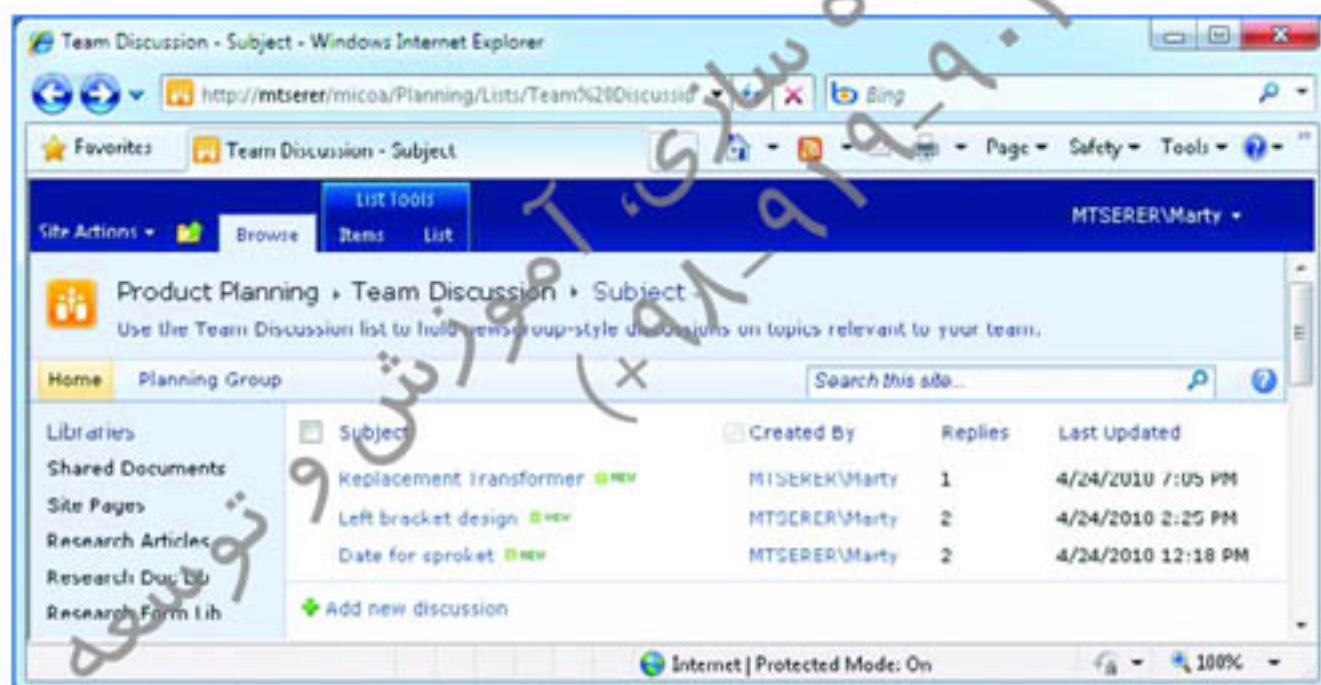 Team Discussion - Subject - Windows Internet Explorer
http://mtserer/micoa/Planning/Lists/Team%20Discussio
Bing
Favorites Team Discussion - Subject Page Safety Tools
List Tools
Site Actions Browse Items List MTSERER\Marty
Product Planning Team Discussion Subject
Use the Team Discussion list to hold newsgroup-style discussions on topics relevant to your team.
Home Planning Group Search this site...
Libraries Subject Created By Replies Last Updated
Shared Documents Replacement Transformer NEW MTSERER\Marty 1 4/24/2010 7:05 PM
Site Pages Left bracket design NEW MTSERER\Marty 2 4/24/2010 2:25 PM
Research Articles Date for sproket NEW MTSERER\Marty 2 4/24/2010 12:18 PM
Research Doc Lib
Research Form Lib Add new discussion
Internet | Protected Mode: On 100%
سازی، آموزش و توسعه
(+۹۸-۹۱۹-۹۰